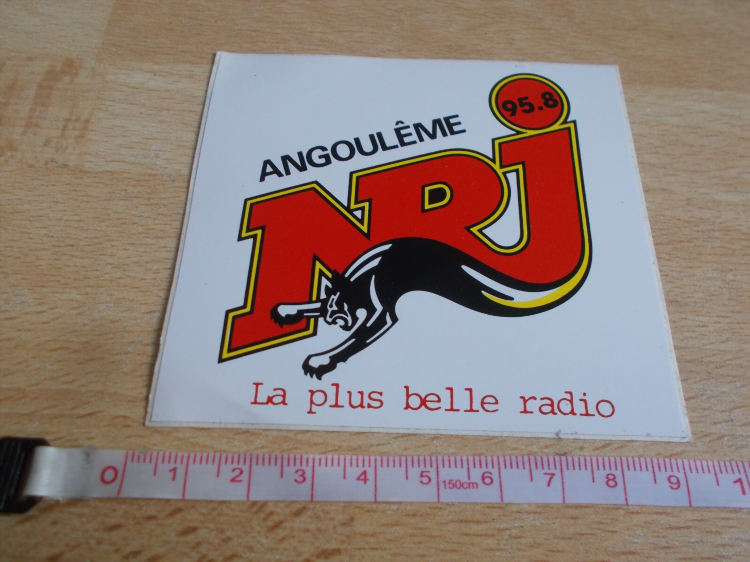 ANGOULÊME
95.8
NRJ
La plus belle radio
0 1 2 3 4 5 150cm 6 7 8 9 1